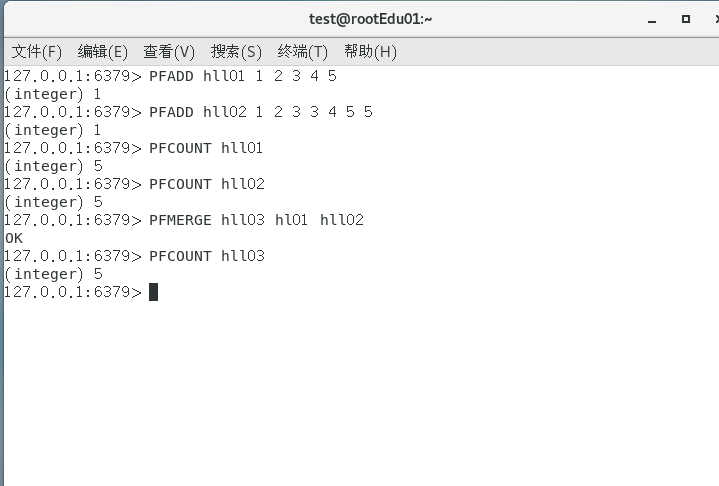 test@rootEdu01:~
文件(F) 编辑(E) 查看(V) 搜索(S) 终端(T) 帮助(H)
127.0.0.1:6379> PFADD hll01 1 2 3 4 5
(integer) 1
127.0.0.1:6379> PFADD hll02 1 2 3 3 4 5 5
(integer) 1
127.0.0.1:6379> PFCOUNT hll01
(integer) 5
127.0.0.1:6379> PFCOUNT hll02
(integer) 5
127.0.0.1:6379> PFMERGE hll03 hl01 hll02
OK
127.0.0.1:6379> PFCOUNT hll03
(integer) 5
127.0.0.1:6379>